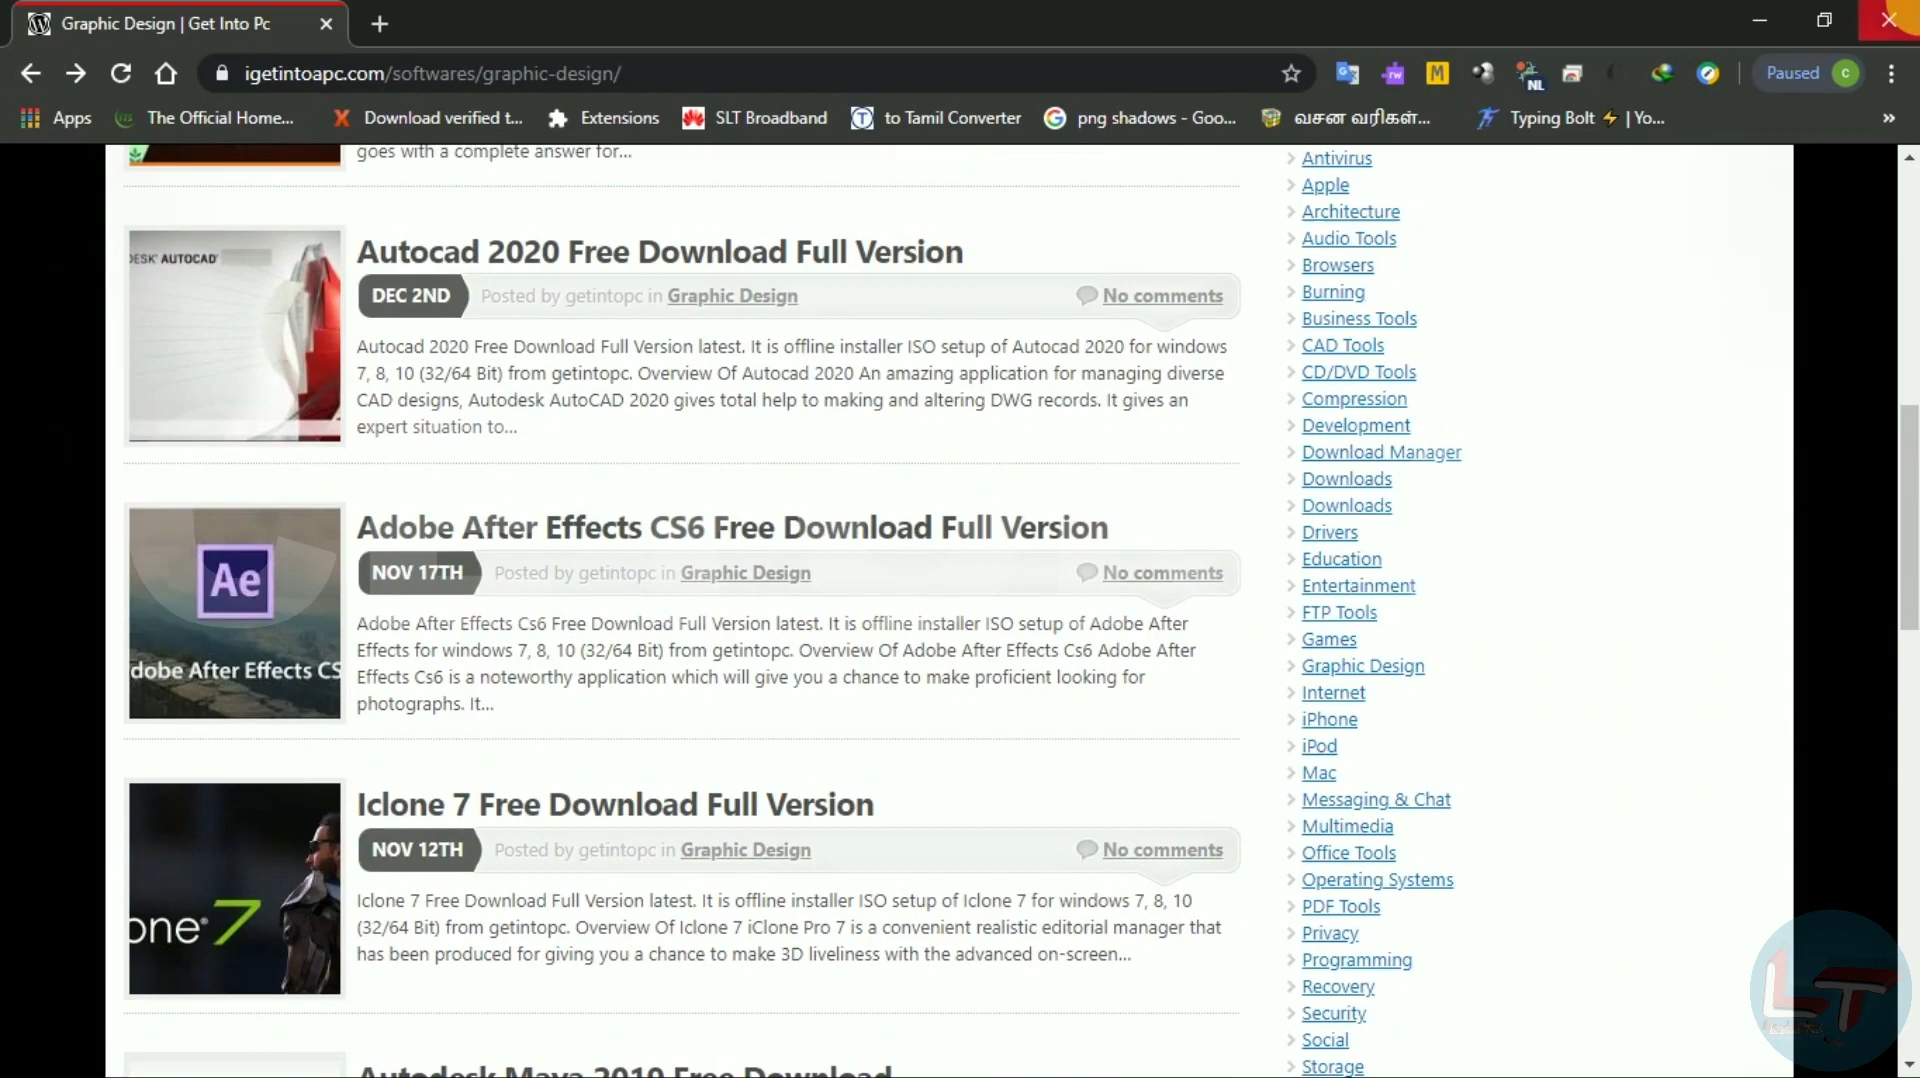 Graphic Design | Get Into Pc
igetintoapc.com/softwares/graphic-design/
M
NL
Paused
C
Apps
The Official Home...
Download verified t...
Extensions
SLT Broadband
to Tamil Converter
png shadows - Goo...
வசன வரிகள்...
Typing Bolt ⚡ | Yo...
»
goes with a complete answer for...
DESK® AUTOCAD®
Autocad 2020 Free Download Full Version
DEC 2ND
Posted by getintopc in Graphic Design
No comments
Autocad 2020 Free Download Full Version latest. It is offline installer ISO setup of Autocad 2020 for windows
7, 8, 10 (32/64 Bit) from getintopc. Overview Of Autocad 2020 An amazing application for managing diverse
CAD designs, Autodesk AutoCAD 2020 gives total help to making and altering DWG records. It gives an
expert situation to...
Ae
dobe After Effects CS
Adobe After Effects CS6 Free Download Full Version
NOV 17TH
Posted by getintopc in Graphic Design
No comments
Adobe After Effects Cs6 Free Download Full Version latest. It is offline installer ISO setup of Adobe After
Effects for windows 7, 8, 10 (32/64 Bit) from getintopc. Overview Of Adobe After Effects Cs6 Adobe After
Effects Cs6 is a noteworthy application which will give you a chance to make proficient looking for
photographs. It...
one® 7
Iclone 7 Free Download Full Version
NOV 12TH
Posted by getintopc in Graphic Design
No comments
Iclone 7 Free Download Full Version latest. It is offline installer ISO setup of Iclone 7 for windows 7, 8, 10
(32/64 Bit) from getintopc. Overview Of Iclone 7 iClone Pro 7 is a convenient realistic editorial manager that
has been produced for giving you a chance to make 3D liveliness with the advanced on-screen...
Autodesk Maya 2019 Free Download
Antivirus
Apple
Architecture
Audio Tools
Browsers
Burning
Business Tools
CAD Tools
CD/DVD Tools
Compression
Development
Download Manager
Downloads
Downloads
Drivers
Education
Entertainment
FTP Tools
Games
Graphic Design
Internet
iPhone
iPod
Mac
Messaging & Chat
Multimedia
Office Tools
Operating Systems
PDF Tools
Privacy
Programming
Recovery
Security
Social
Storage
LT